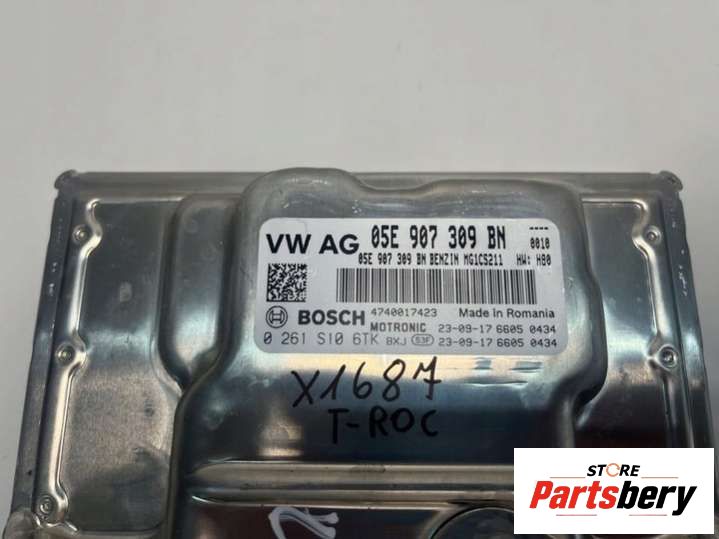 VW AG 05E 907 309 BN ----
0010
05E 907 309 BN BENZIN MG1CS211 HW: H80
BOSCH 4740017423 Made in Romania
MOTRONIC 23-09-17 6605 0434
0 261 S10 6TK BXJ S3F 23-09-17 6605 0434
X1687
T-ROC
STORE
Partsbery